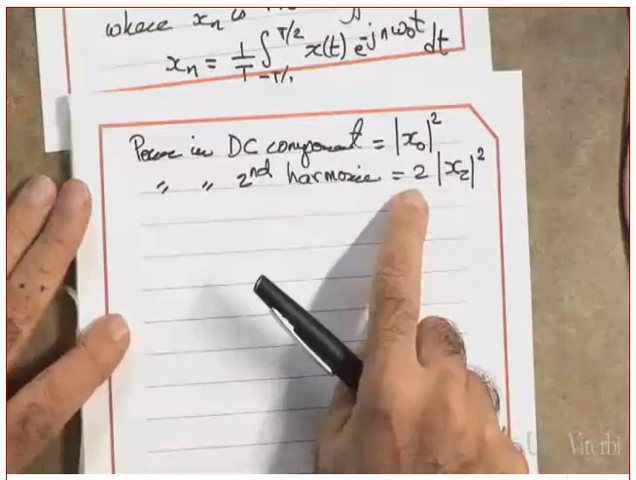 where xn is
xn = 1/T ∫_{-T/2}^{T/2} x(t) e^{-jnω0t} dt
Power in DC component = |x0|²
" " 2nd harmonic = 2 |x2|²
Viterbi